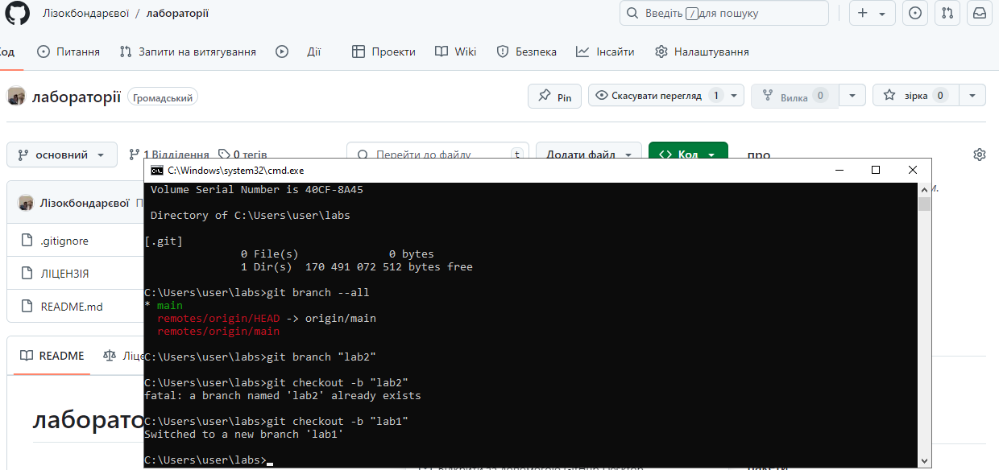 Лізокбондарєвої / лабораторії
Введіть / для пошуку
од Питання Запити на витягування Дії Проекти Wiki Безпека Інсайти Налаштування
лабораторії Громадський
Pin Скасувати перегляд 1 Вилка 0 зірка 0
основний 1 Відділення 0 тегів Перейти до файлу t Додати файл Код про
Лізокбондарєвої П
.gitignore
ЛІЦЕНЗІЯ
README.md
README Ліце
лаборато
C:\Windows\system32\cmd.exe
Volume Serial Number is 40CF-8A45
Directory of C:\Users\user\labs
[.git]
0 File(s) 0 bytes
1 Dir(s) 170 491 072 512 bytes free
C:\Users\user\labs>git branch --all
* main
remotes/origin/HEAD -> origin/main
remotes/origin/main
C:\Users\user\labs>git branch "lab2"
C:\Users\user\labs>git checkout -b "lab2"
fatal: a branch named 'lab2' already exists
C:\Users\user\labs>git checkout -b "lab1"
Switched to a new branch 'lab1'
C:\Users\user\labs>